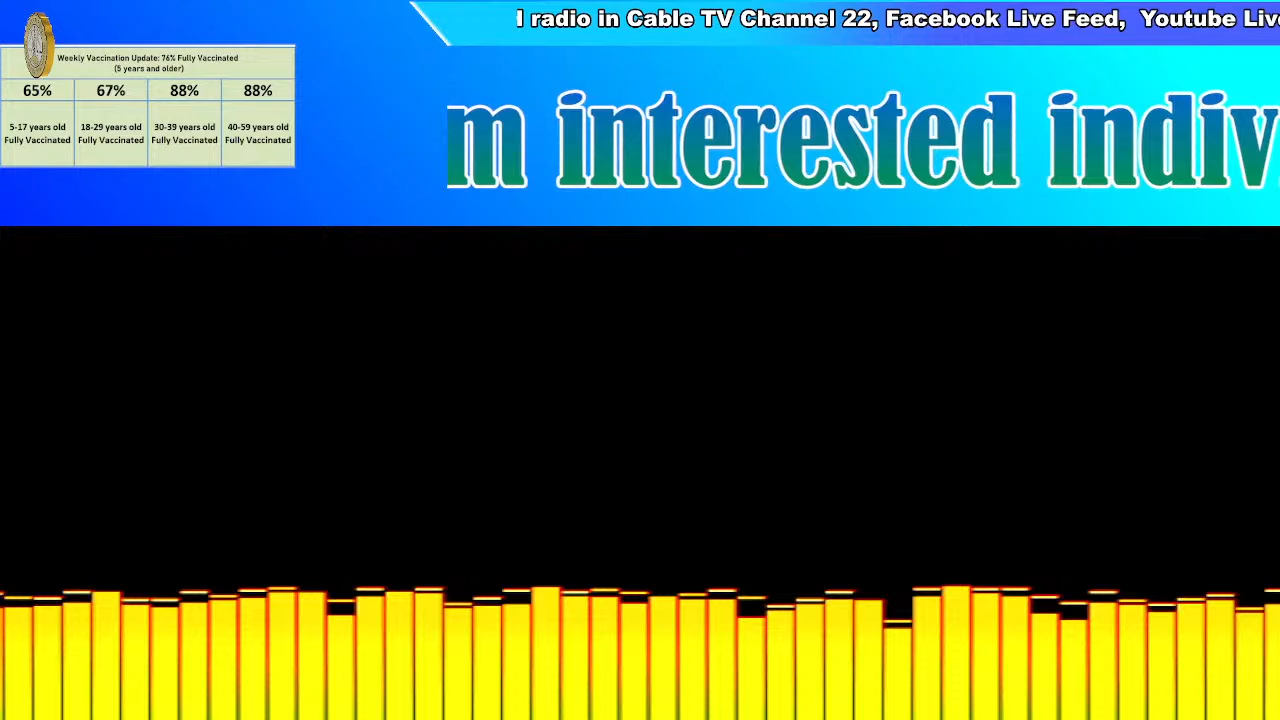 l radio in Cable TV Channel 22, Facebook Live Feed, Youtube Live
Weekly Vaccination Update: 76% Fully Vaccinated
(5 years and older)
65% 67% 88% 88%
5-17 years old 18-29 years old 30-39 years old 40-59 years old
Fully Vaccinated Fully Vaccinated Fully Vaccinated Fully Vaccinated
m interested indiv